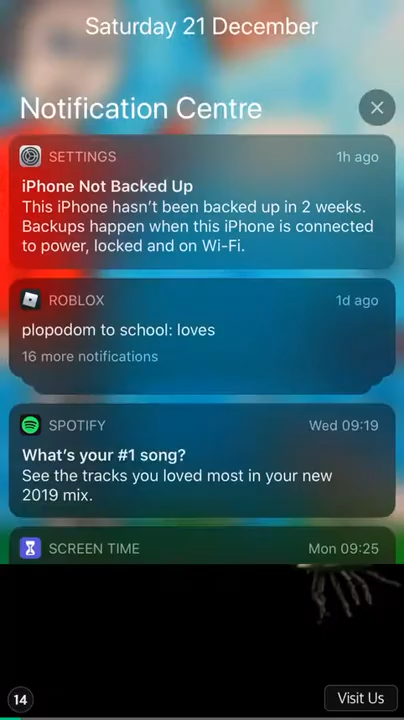 Saturday 21 December
Notification Centre
SETTINGS 1h ago
iPhone Not Backed Up
This iPhone hasn't been backed up in 2 weeks.
Backups happen when this iPhone is connected
to power, locked and on Wi-Fi.
ROBLOX 1d ago
plopodom to school: loves
16 more notifications
SPOTIFY Wed 09:19
What's your #1 song?
See the tracks you loved most in your new
2019 mix.
SCREEN TIME Mon 09:25
14 Visit Us